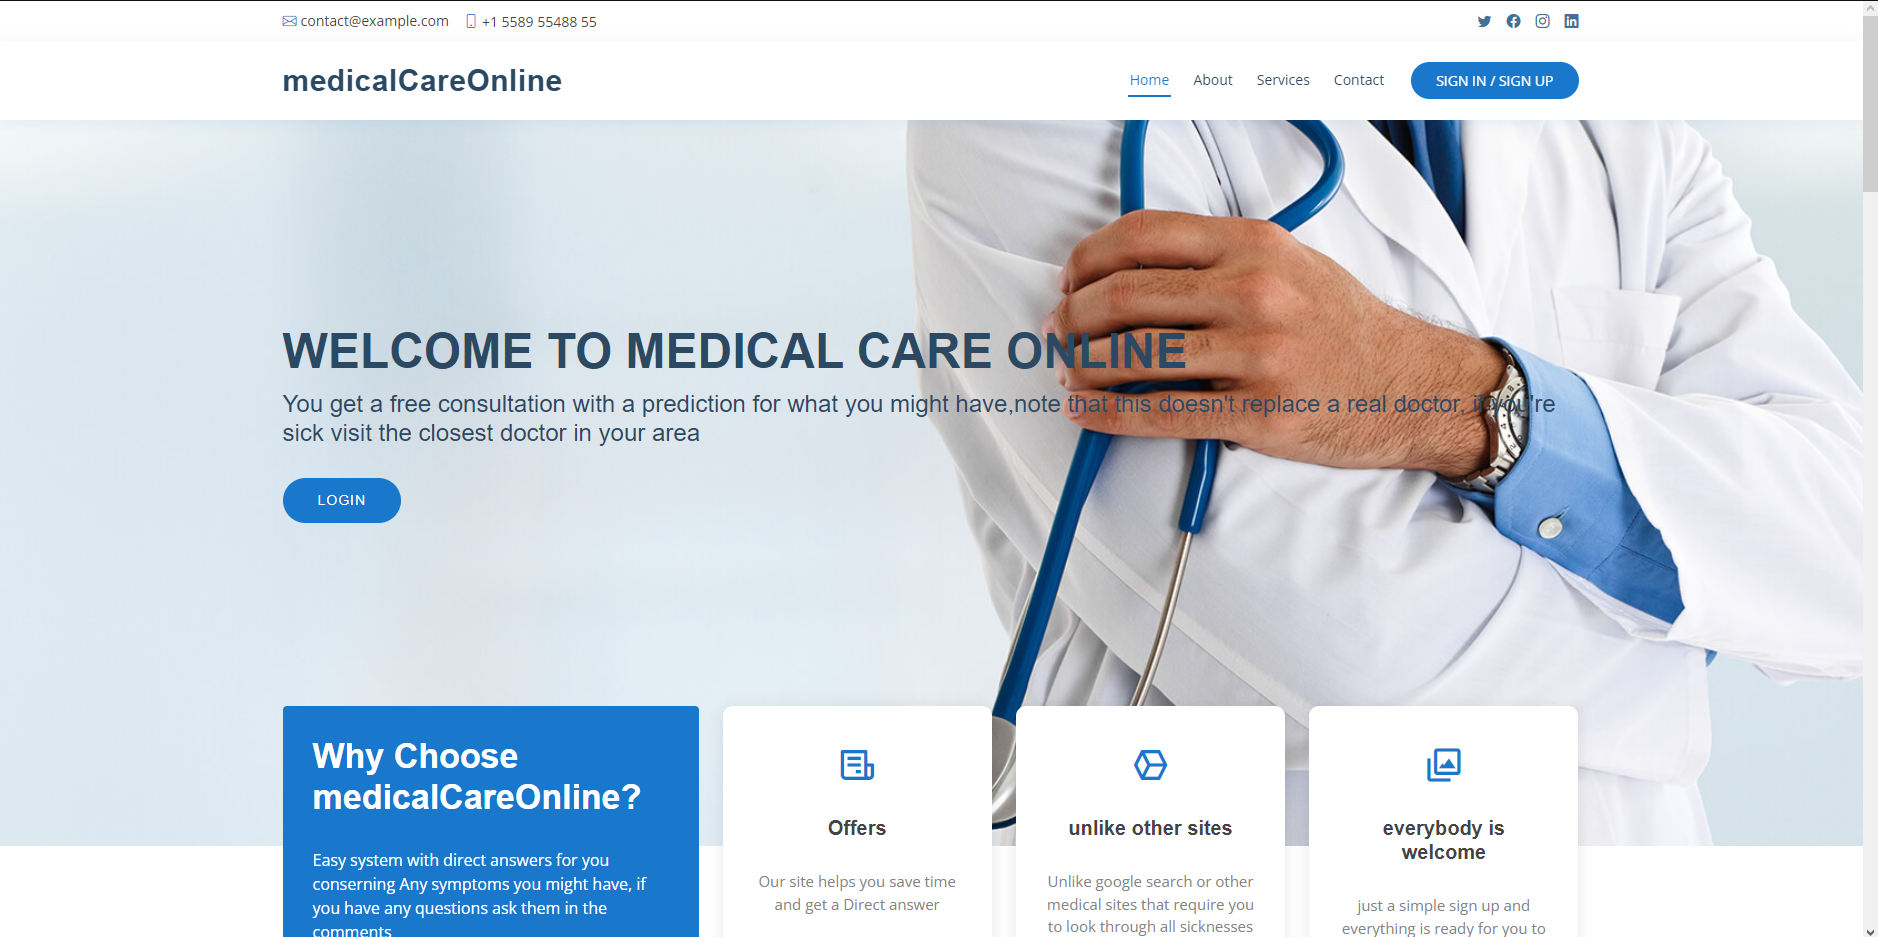 contact@example.com +1 5589 55488 55
medicalCareOnline
Home About Services Contact SIGN IN / SIGN UP
WELCOME TO MEDICAL CARE ONLINE
You get a free consultation with a prediction for what you might have,note that this doesn't replace a real doctor, if you're
sick visit the closest doctor in your area
LOGIN
Why Choose
medicalCareOnline?
Easy system with direct answers for you
conserning Any symptoms you might have, if
you have any questions ask them in the
comments
Offers
Our site helps you save time
and get a Direct answer
unlike other sites
Unlike google search or other
medical sites that require you
to look through all sicknesses
everybody is
welcome
just a simple sign up and
everything is ready for you to